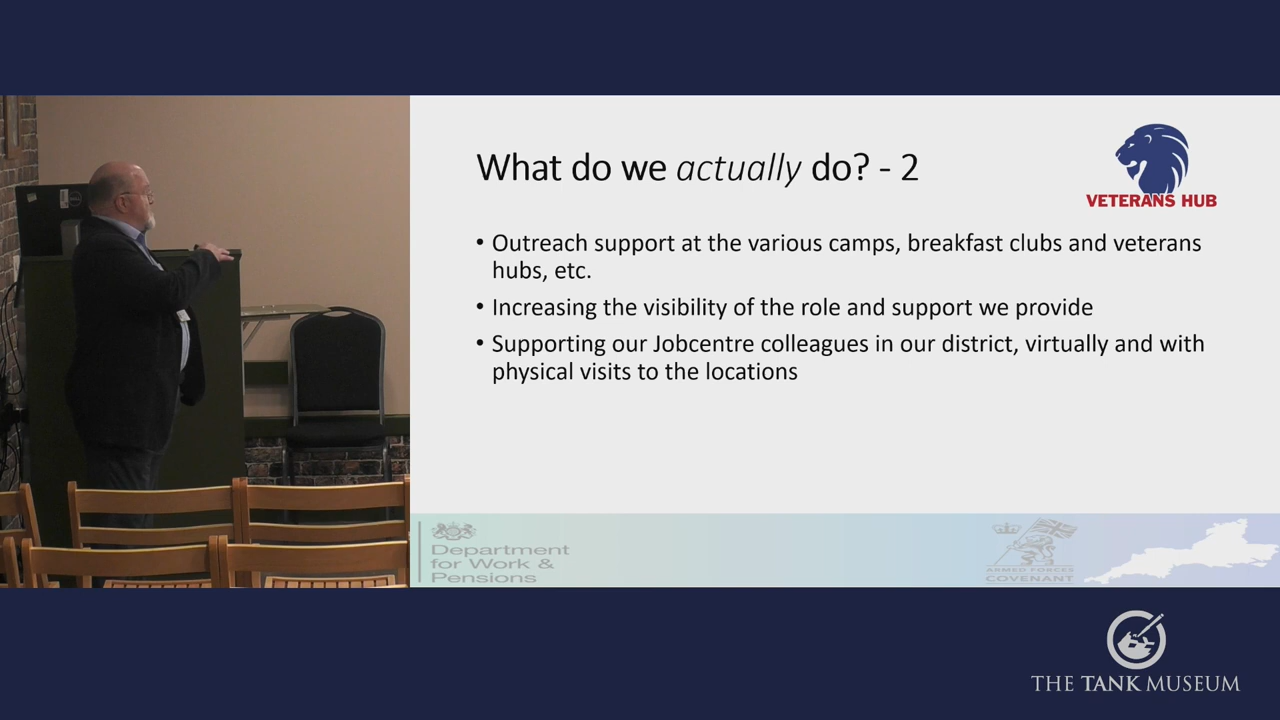 What do we actually do? - 2
VETERANS HUB
• Outreach support at the various camps, breakfast clubs and veterans
hubs, etc.
• Increasing the visibility of the role and support we provide
• Supporting our Jobcentre colleagues in our district, virtually and with
physical visits to the locations
Department
for Work &
Pensions
ARMED FORCES
COVENANT
THE TANK MUSEUM